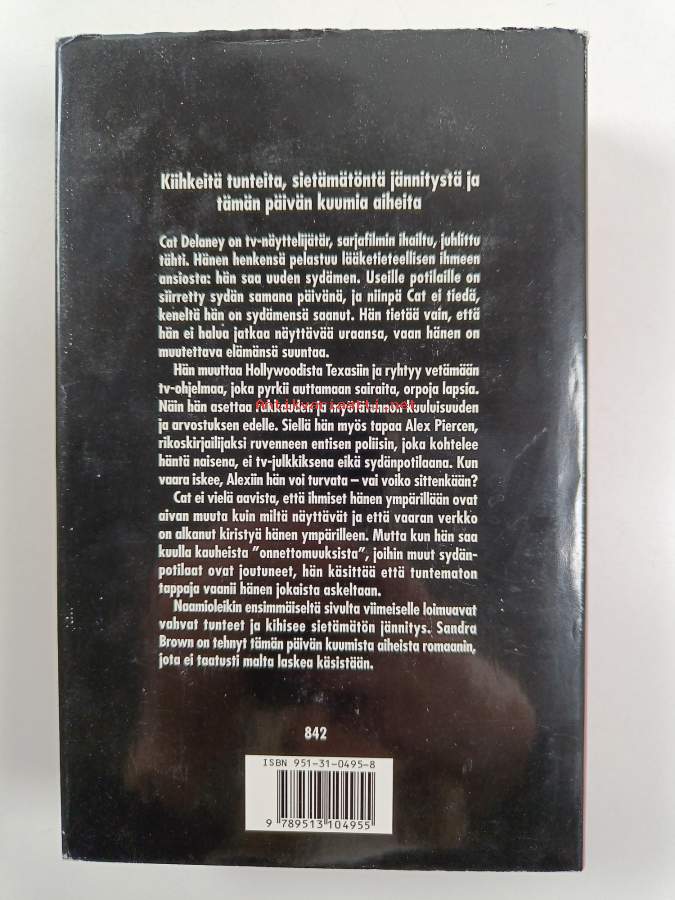 Kiihkeitä tunteita, sietämätöntä jännitystä ja
tämän päivän kuumia aiheita
Cat Delaney on tv-näyttelijätär, sarjafilmin ihailtu, juhlittu
tähti. Hänen henkensä pelastuu lääketieteellisen ihmeen
ansiosta: hän saa uuden sydämen. Useille potilaille on
siirretty sydän samana päivänä, ja niinpä Cat ei tiedä,
keneltä hän on sydämensä saanut. Hän tietää vain, että
hän ei halua jatkaa näyttävää uraansa, vaan hänen on
muutettava elämänsä suuntaa.
Hän muuttaa Hollywoodista Texasiin ja ryhtyy vetämään
tv-ohjelmaa, joka pyrkii auttamaan sairaita, orpoja lapsia.
Näin hän asettaa rakkauden ja myötätunnon kuuluisuuden
antikvariaatti.net
ja arvostuksen edelle. Siellä hän myös tapaa Alex Piercen,
rikoskirjailijaksi ruvenneen entisen poliisin, joka kohtelee
häntä naisena, ei tv-julkkiksena eikä sydänpotilaana. Kun
vaara iskee, Alexiin hän voi turvata – vai voiko sittenkään?
Cat ei vielä aavista, että ihmiset hänen ympärillään ovat
aivan muuta kuin miltä näyttävät ja että vaaran verkko
on alkanut kiristyä hänen ympärilleen. Mutta kun hän saa
kuulla kauheista ”onnettomuuksista”, joihin muut sydän-
potilaat ovat joutuneet, hän käsittää että tuntematon
tappaja vaanii hänen jokaista askeltaan.
Naamioleikin ensimmäiseltä sivulta viimeiselle loimuavat
vahvat tunteet ja kihisee sietämätön jännitys. Sandra
Brown on tehnyt tämän päivän kuumista aiheista romaanin,
jota ei taatusti malta laskea käsistään.
842
ISBN 951-31-0495-8
9 789513 104955